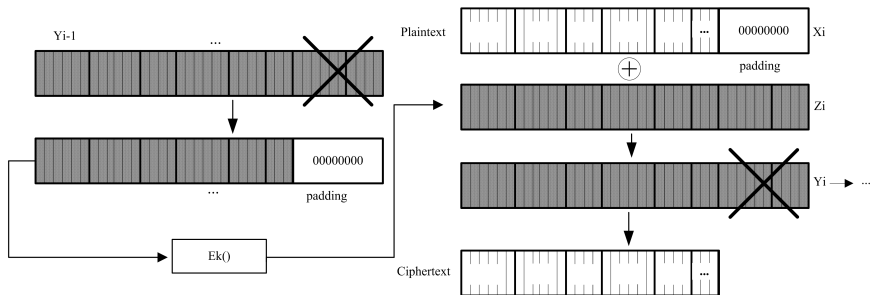 Yi-1
...
00000000
...
padding
Ek()
Plaintext
...
00000000
Xi
padding
Zi
Yi
...
Ciphertext
...